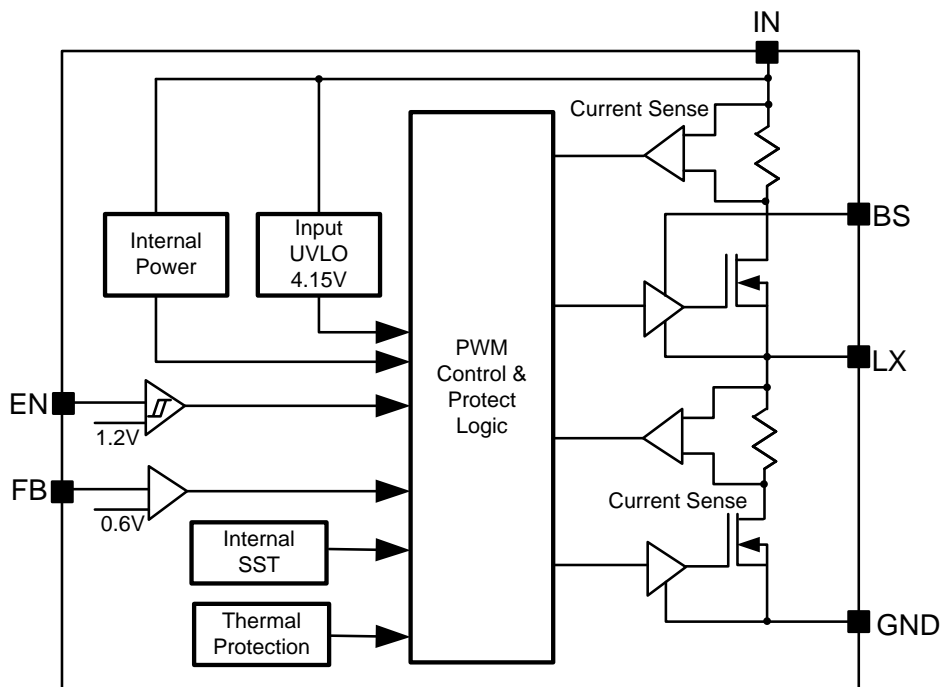 IN
Current Sense
BS
Internal
Power
Input
UVLO
4.15V
PWM
Control &
Protect
Logic
LX
EN
1.2V
FB
0.6V
Current Sense
Internal
SST
Thermal
Protection
GND